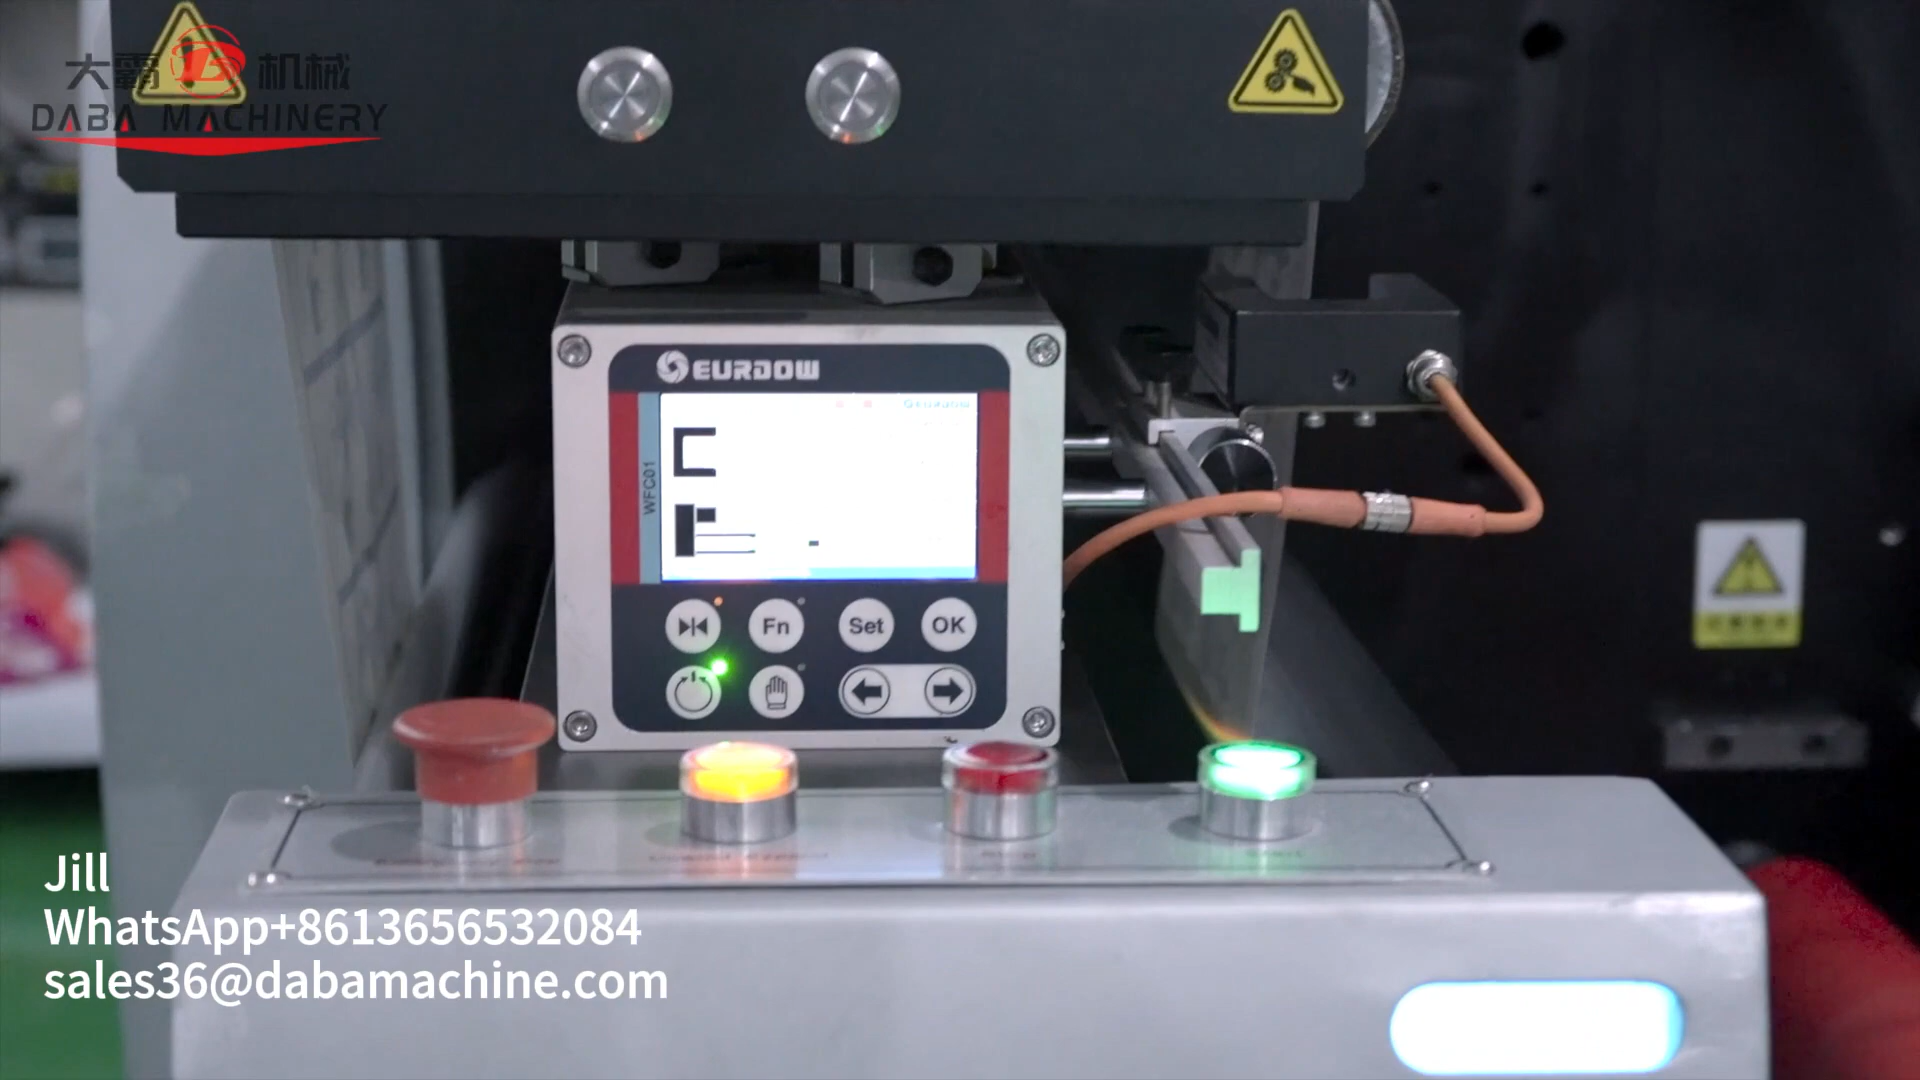 大霸机械
DABA MACHINERY
EURDOW
WFC01
Fn
Set
OK
Jill
WhatsApp+8613656532084
sales36@dabamachine.com